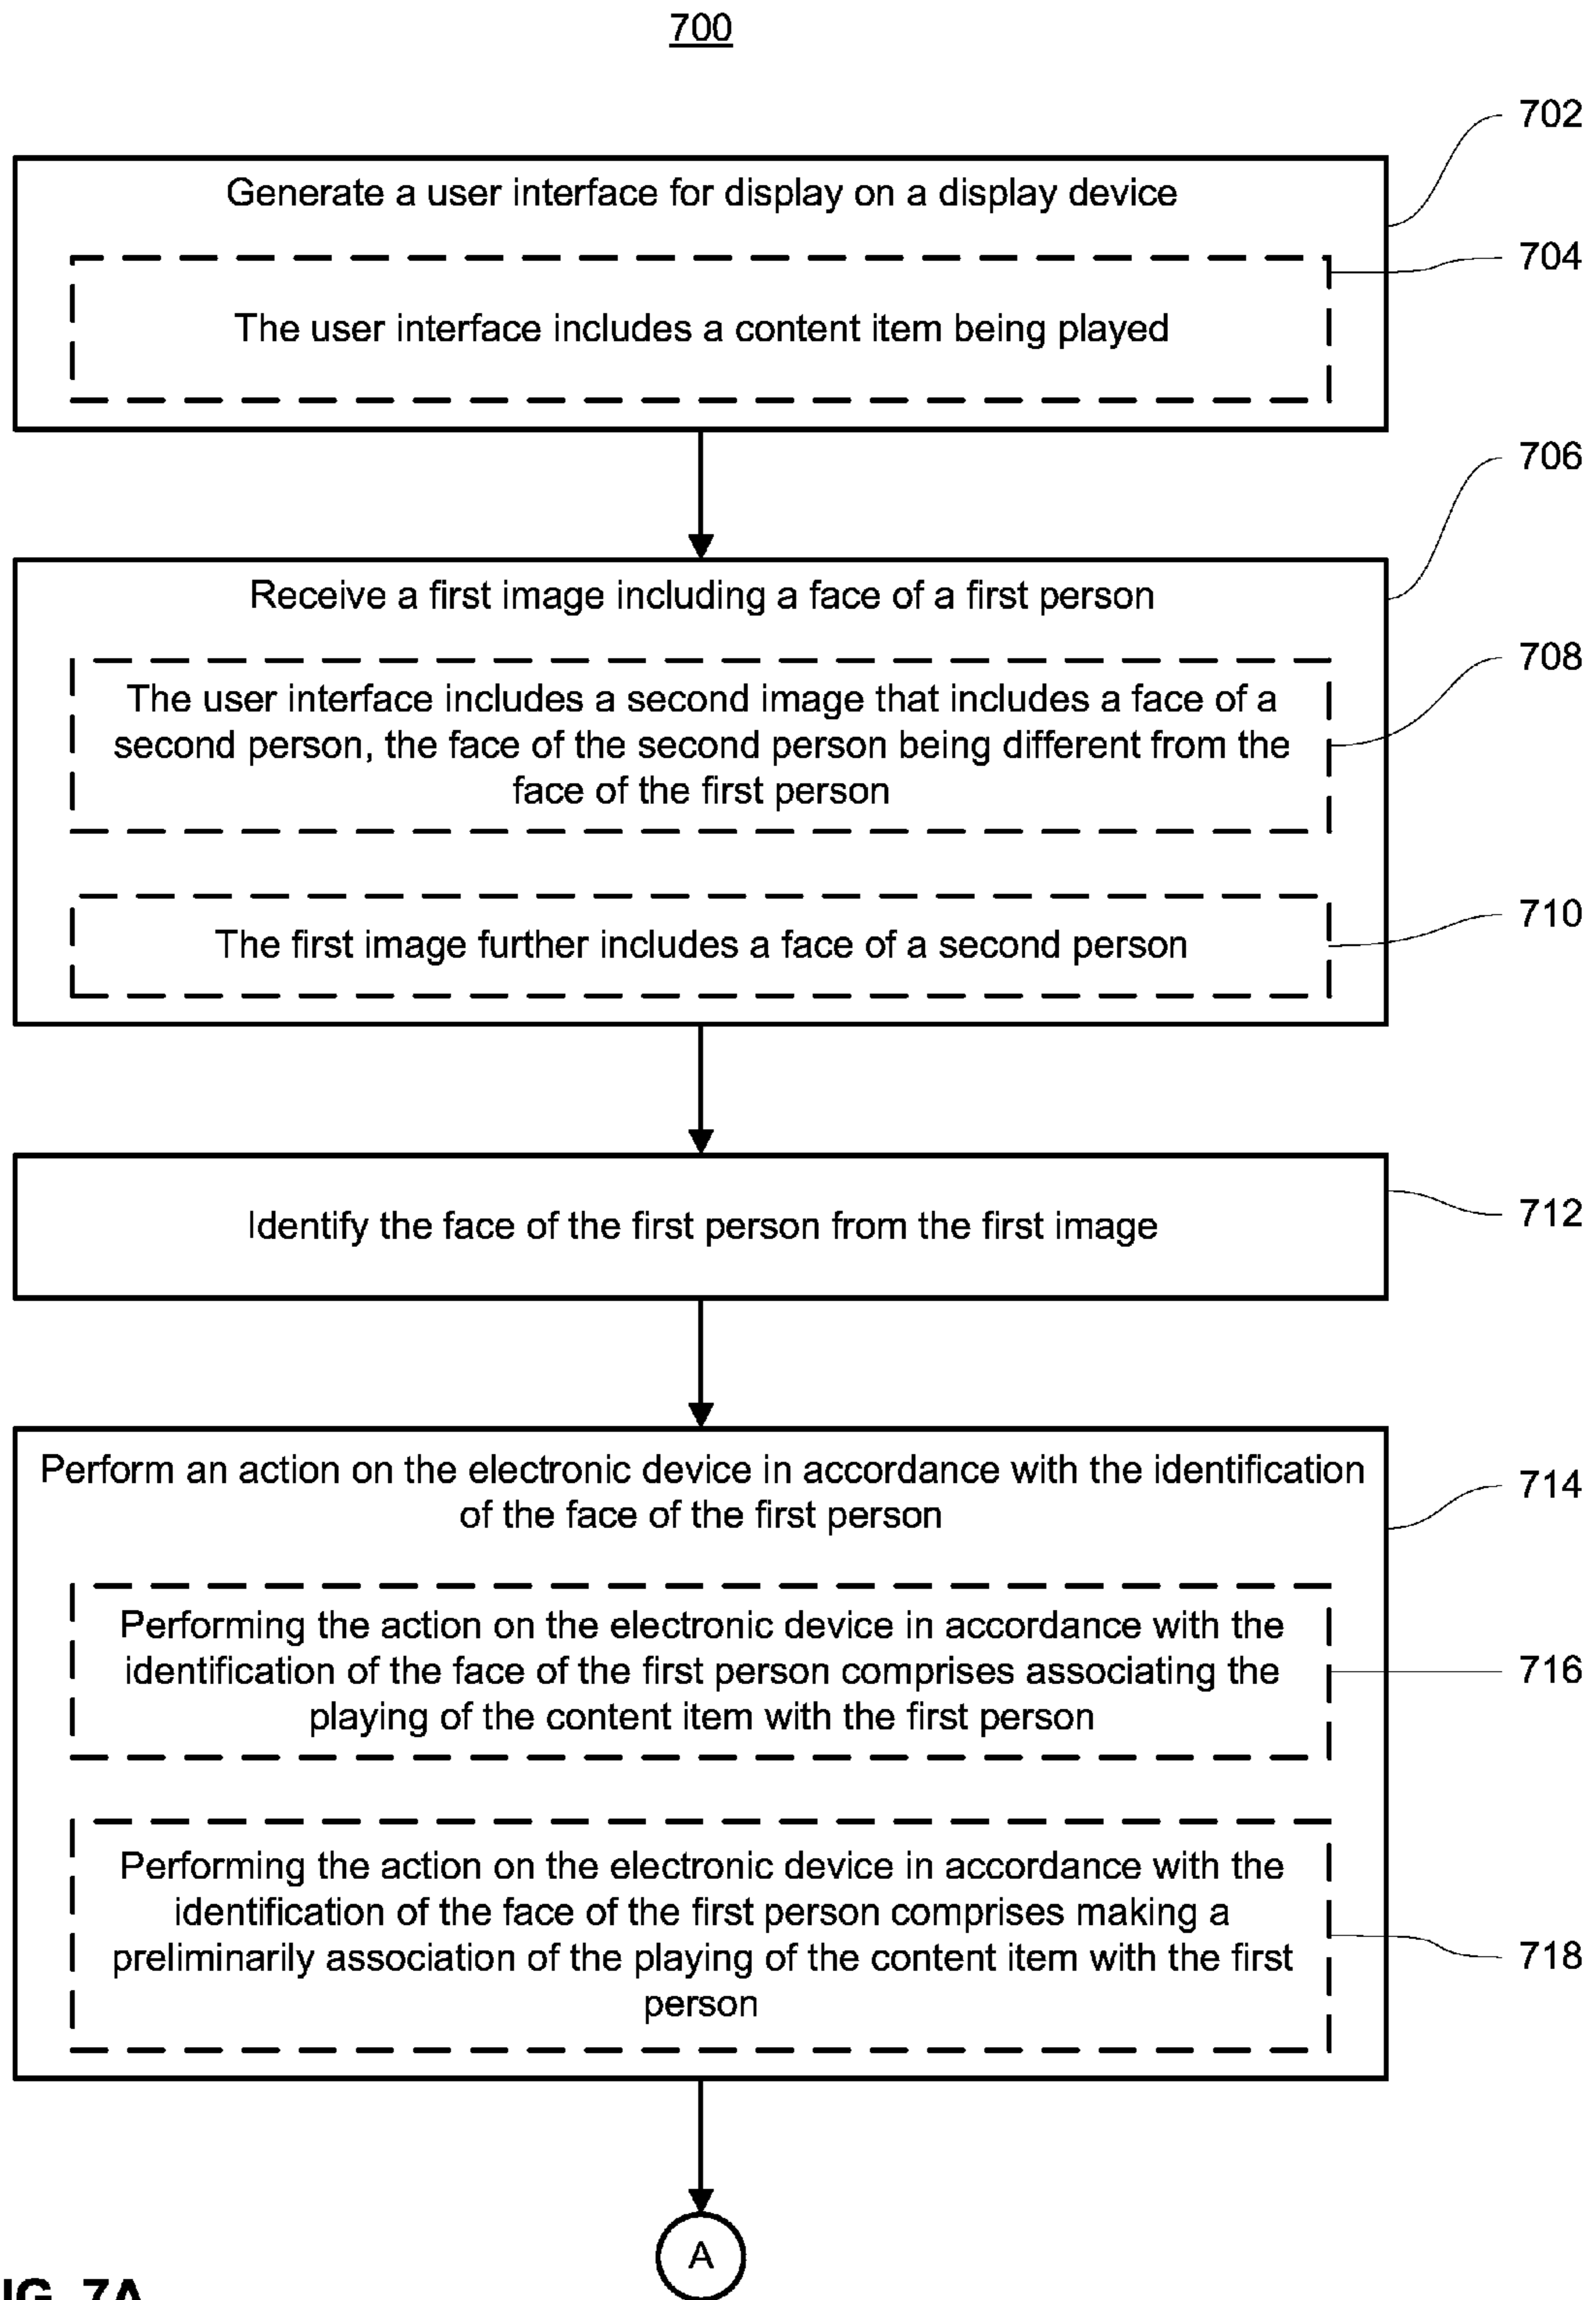 700
702
Generate a user interface for display on a display device
704
The user interface includes a content item being played
706
Receive a first image including a face of a first person
708
The user interface includes a second image that includes a face of a
second person, the face of the second person being different from the
face of the first person
710
The first image further includes a face of a second person
712
Identify the face of the first person from the first image
714
Perform an action on the electronic device in accordance with the identification
of the face of the first person
Performing the action on the electronic device in accordance with the
identification of the face of the first person comprises associating the
playing of the content item with the first person
716
Performing the action on the electronic device in accordance with the
identification of the face of the first person comprises making a
preliminarily association of the playing of the content item with the first
person
718
A
IG. 7A